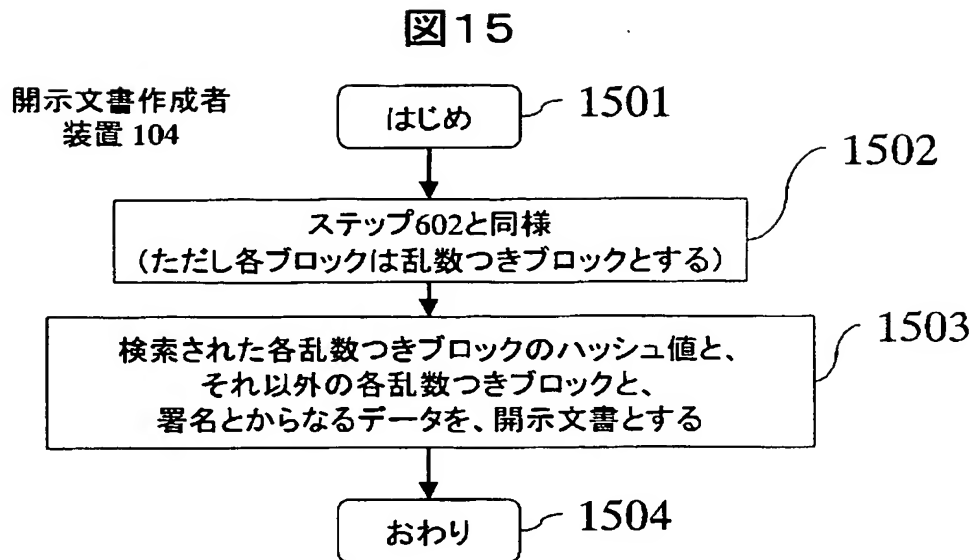 図15
開示文書作成者
装置 104
はじめ
1501
1502
ステップ602と同様
(ただし各ブロックは乱数つきブロックとする)
1503
検索された各乱数つきブロックのハッシュ値と、
それ以外の各乱数つきブロックと、
署名とからなるデータを、開示文書とする
おわり
1504